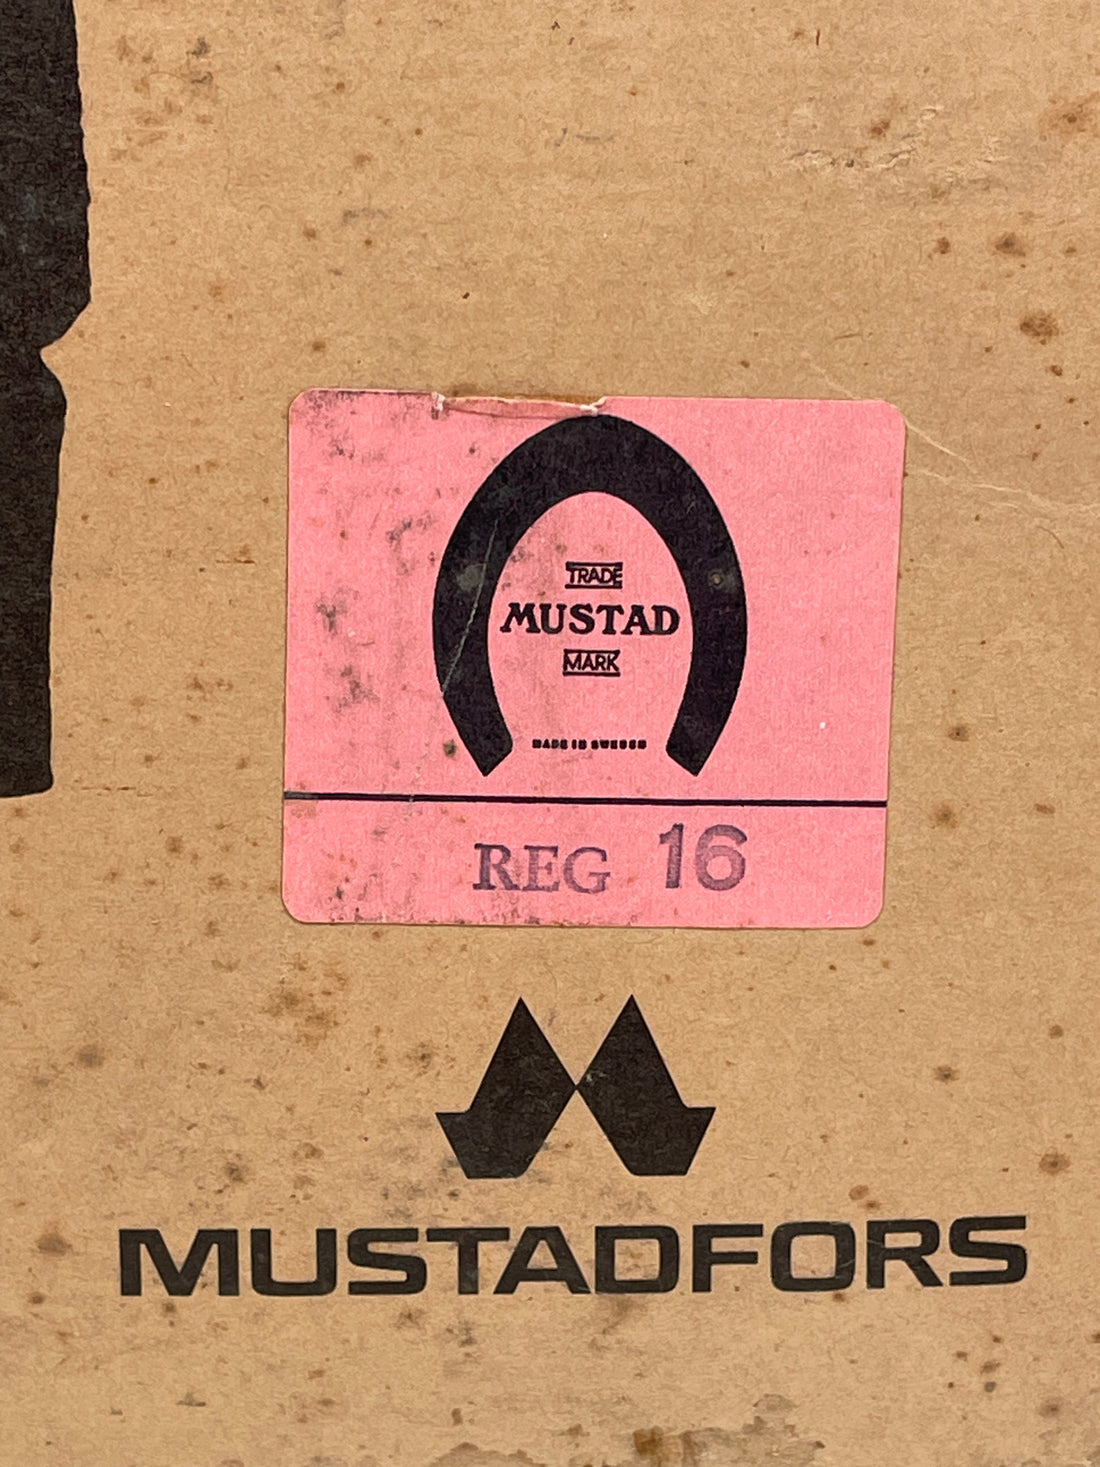 TRADE
MUSTAD
MARK
MADE IN SWEDEN
REG 16
MUSTADFORS